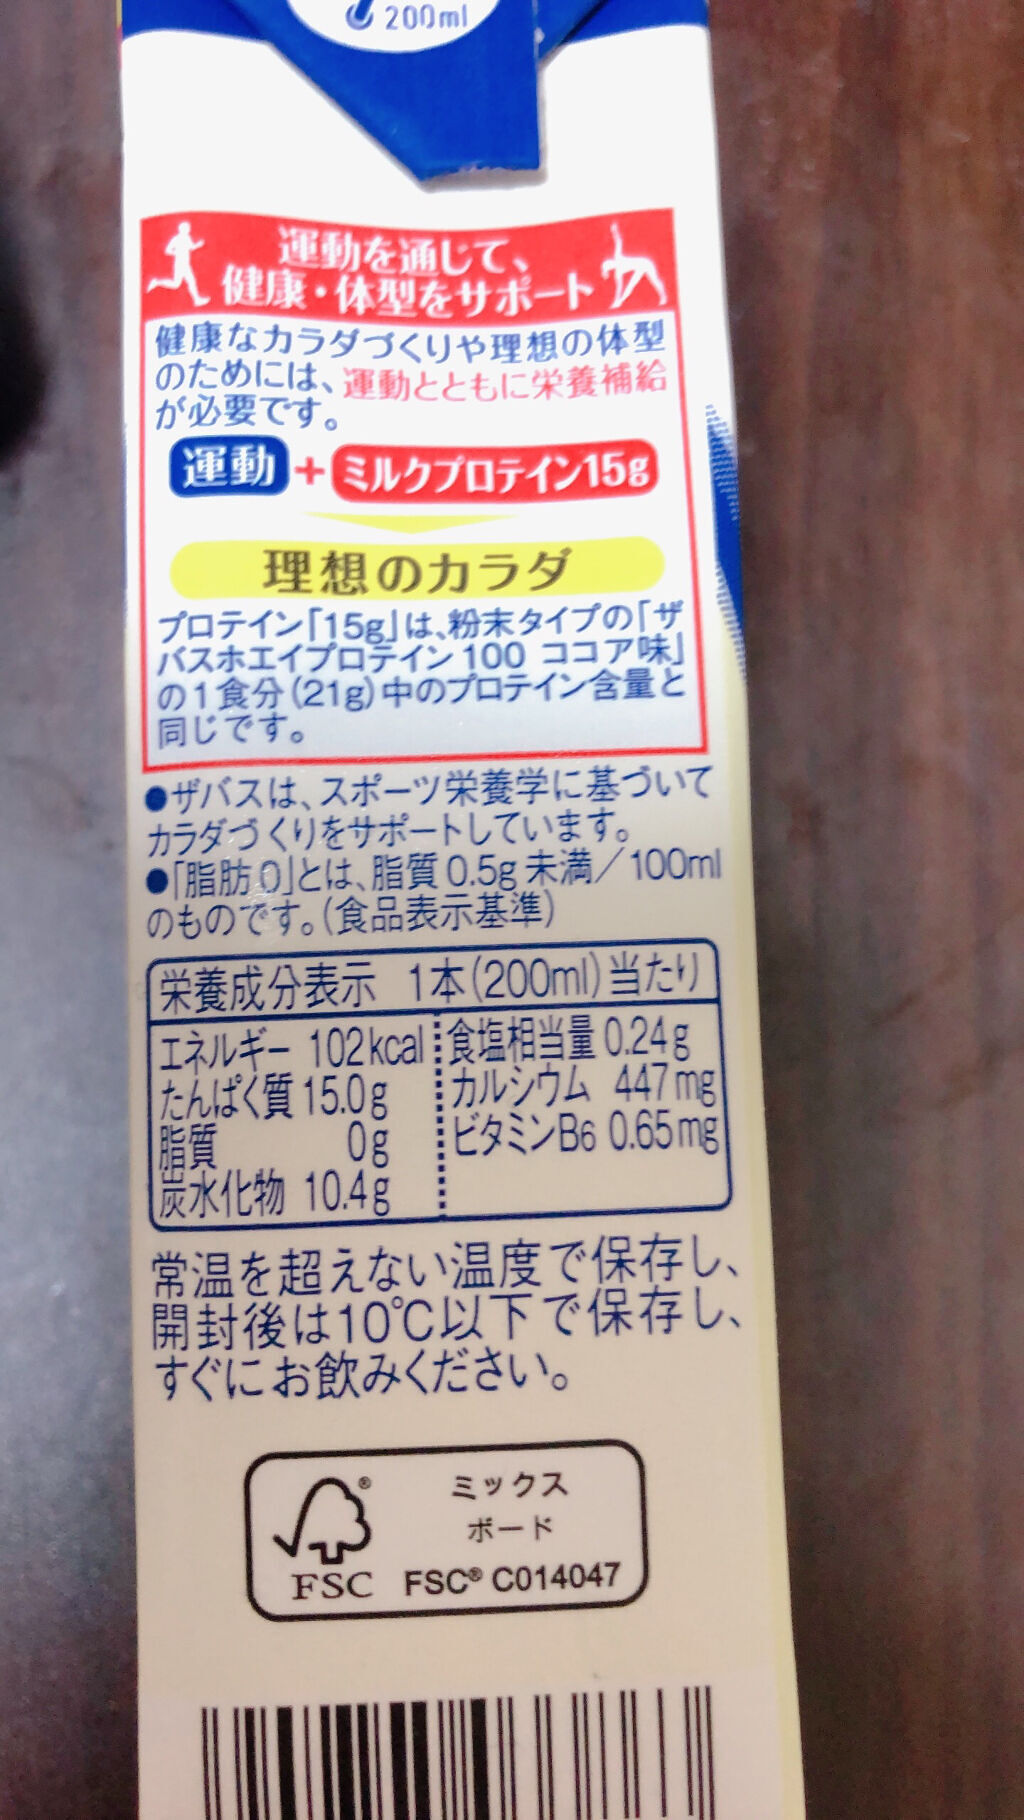 200ml
運動を通じて、
健康・体型をサポート
健康なカラダづくりや理想の体型
のためには、運動とともに栄養補給
が必要です。
運動+ミルクプロテイン15g
理想のカラダ
プロテイン「15g」は、粉末タイプの「ザ
バスホエイプロテイン100 ココア味」
の1食分(21g)中のプロテイン含量と
同じです。
●ザバスは、スポーツ栄養学に基づいて
カラダづくりをサポートしています。
●「脂肪0」とは、脂質0.5g未満/100ml
のものです。(食品表示基準)
栄養成分表示 1本(200ml)当たり
エネルギー 102kcal 食塩相当量 0.24g
たんぱく質 15.0g カルシウム 447mg
脂質 0g ビタミンB6 0.65mg
炭水化物 10.4g
常温を超えない温度で保存し、
開封後は10℃以下で保存し、
すぐにお飲みください。
ミックス
ボード
FSC FSC® C014047